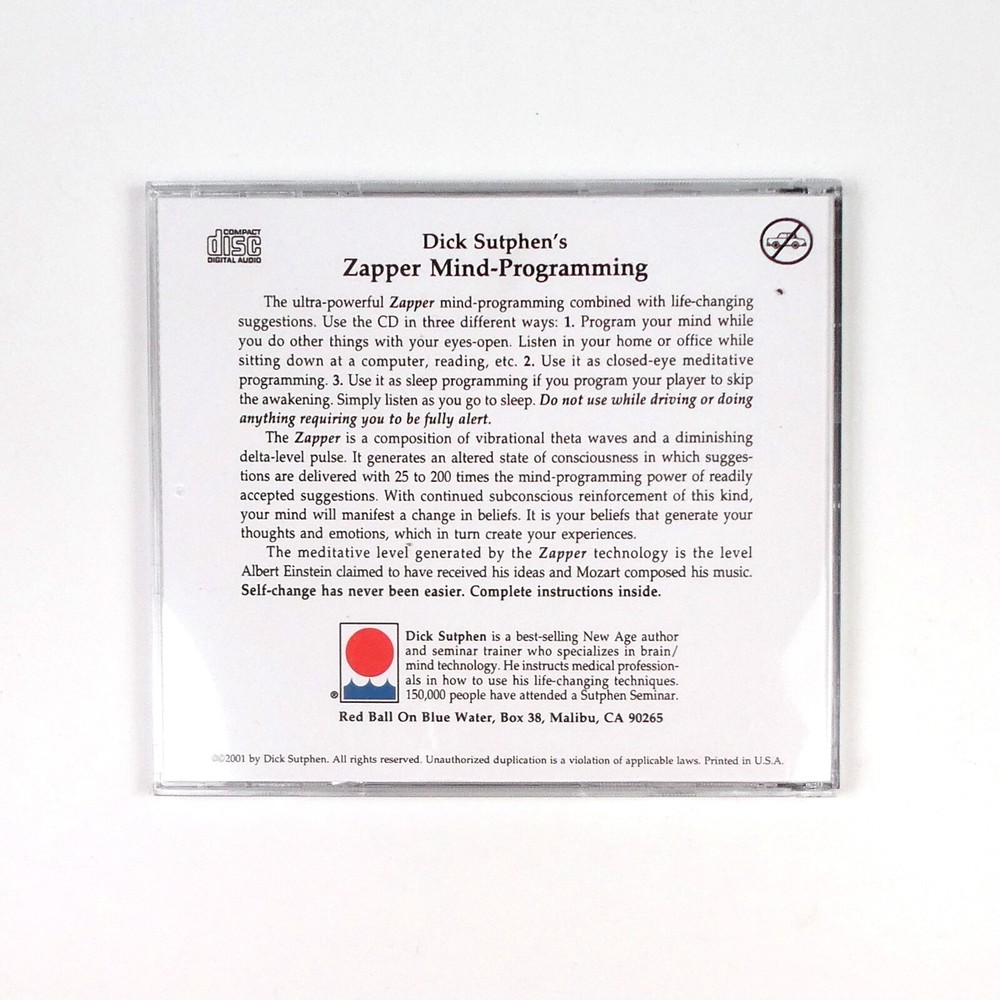 COMPACT
disc
DIGITAL AUDIO
Dick Sutphen's
Zapper Mind-Programming
The ultra-powerful Zapper mind-programming combined with life-changing
suggestions. Use the CD in three different ways: 1. Program your mind while
you do other things with your eyes-open. Listen in your home or office while
sitting down at a computer, reading, etc. 2. Use it as closed-eye meditative
programming. 3. Use it as sleep programming if you program your player to skip
the awakening. Simply listen as you go to sleep. Do not use while driving or doing
anything requiring you to be fully alert.
The Zapper is a composition of vibrational theta waves and a diminishing
delta-level pulse. It generates an altered state of consciousness in which sugges-
tions are delivered with 25 to 200 times the mind-programming power of readily
accepted suggestions. With continued subconscious reinforcement of this kind,
your mind will manifest a change in beliefs. It is your beliefs that generate your
thoughts and emotions, which in turn create your experiences.
The meditative level generated by the Zapper technology is the level
Albert Einstein claimed to have received his ideas and Mozart composed his music.
Self-change has never been easier. Complete instructions inside.
Dick Sutphen is a best-selling New Age author
and seminar trainer who specializes in brain/
mind technology. He instructs medical profession-
als in how to use his life-changing techniques.
150,000 people have attended a Sutphen Seminar.
®
Red Ball On Blue Water, Box 38, Malibu, CA 90265
℗©2001 by Dick Sutphen. All rights reserved. Unauthorized duplication is a violation of applicable laws. Printed in U.S.A.